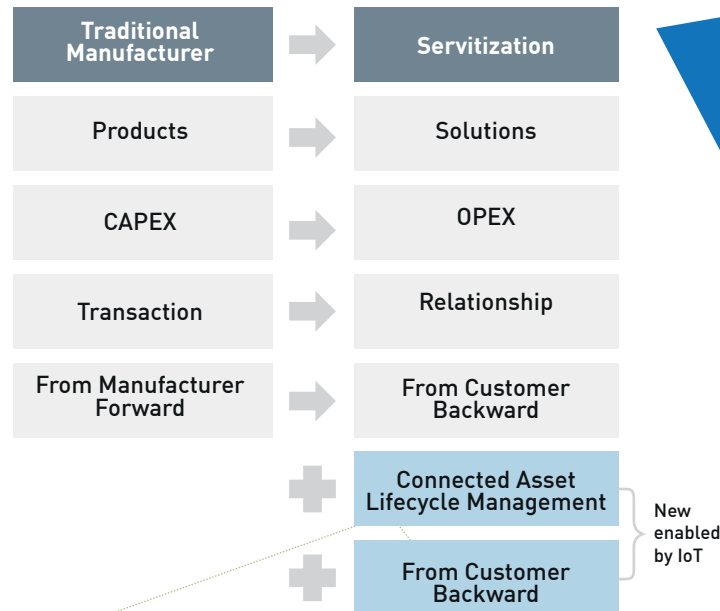 Traditional
Manufacturer
Servitization
Products
Solutions
CAPEX
OPEX
Transaction
Relationship
From Manufacturer
Forward
From Customer
Backward
Connected Asset
Lifecycle Management
New
enabled
by IoT
From Customer
Backward